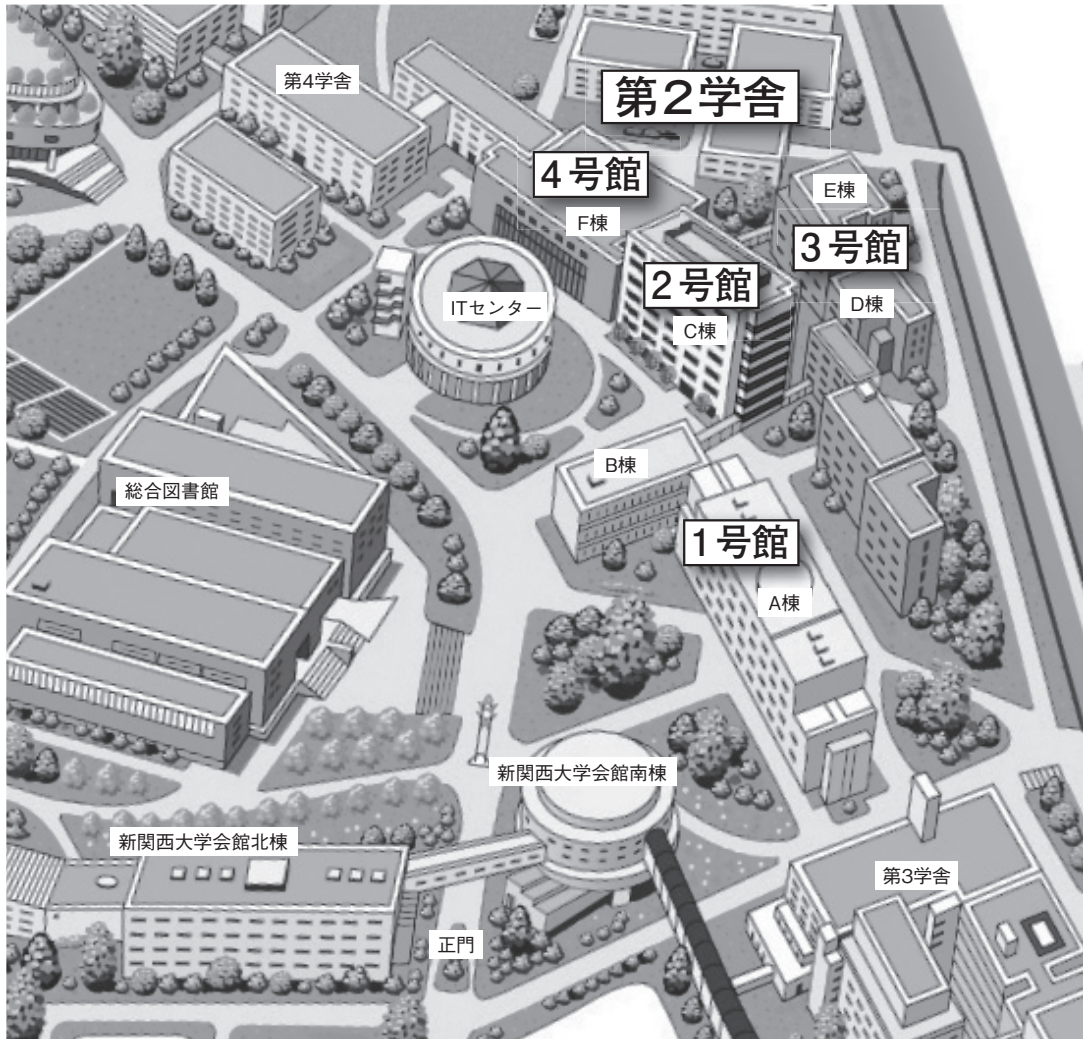 第4学舎
第２学舎
４号館
F棟
E棟
３号館
２号館
ITセンター
D棟
C棟
B棟
総合図書館
１号館
A棟
新関西大学会館南棟
新関西大学会館北棟
第3学舎
正門